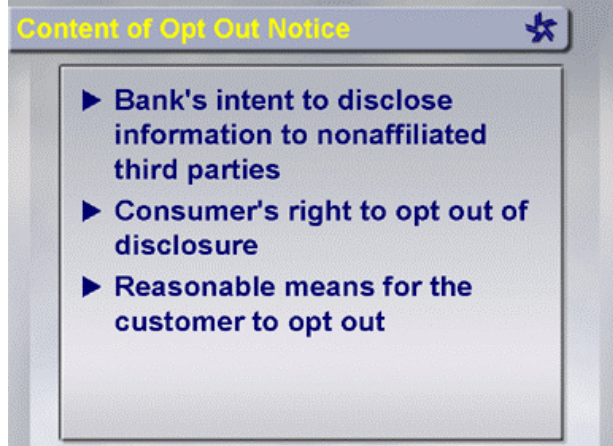 Content of Opt Out Notice
Bank's intent to disclose
information to nonaffiliated
third parties
Consumer's right to opt out of
disclosure
Reasonable means for the
customer to opt out